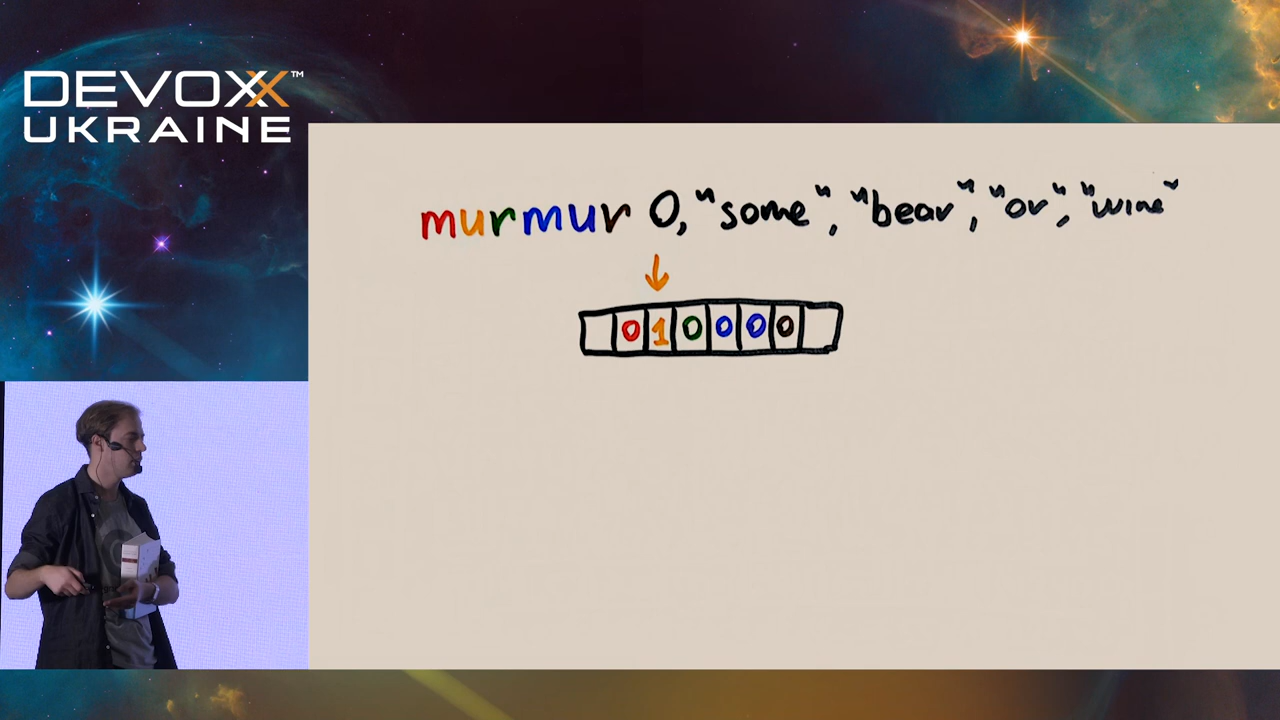 DEVOXX™
UKRAINE
murmur 0, "some", "bear", "or", "wine"
0 1 0 0 0 0